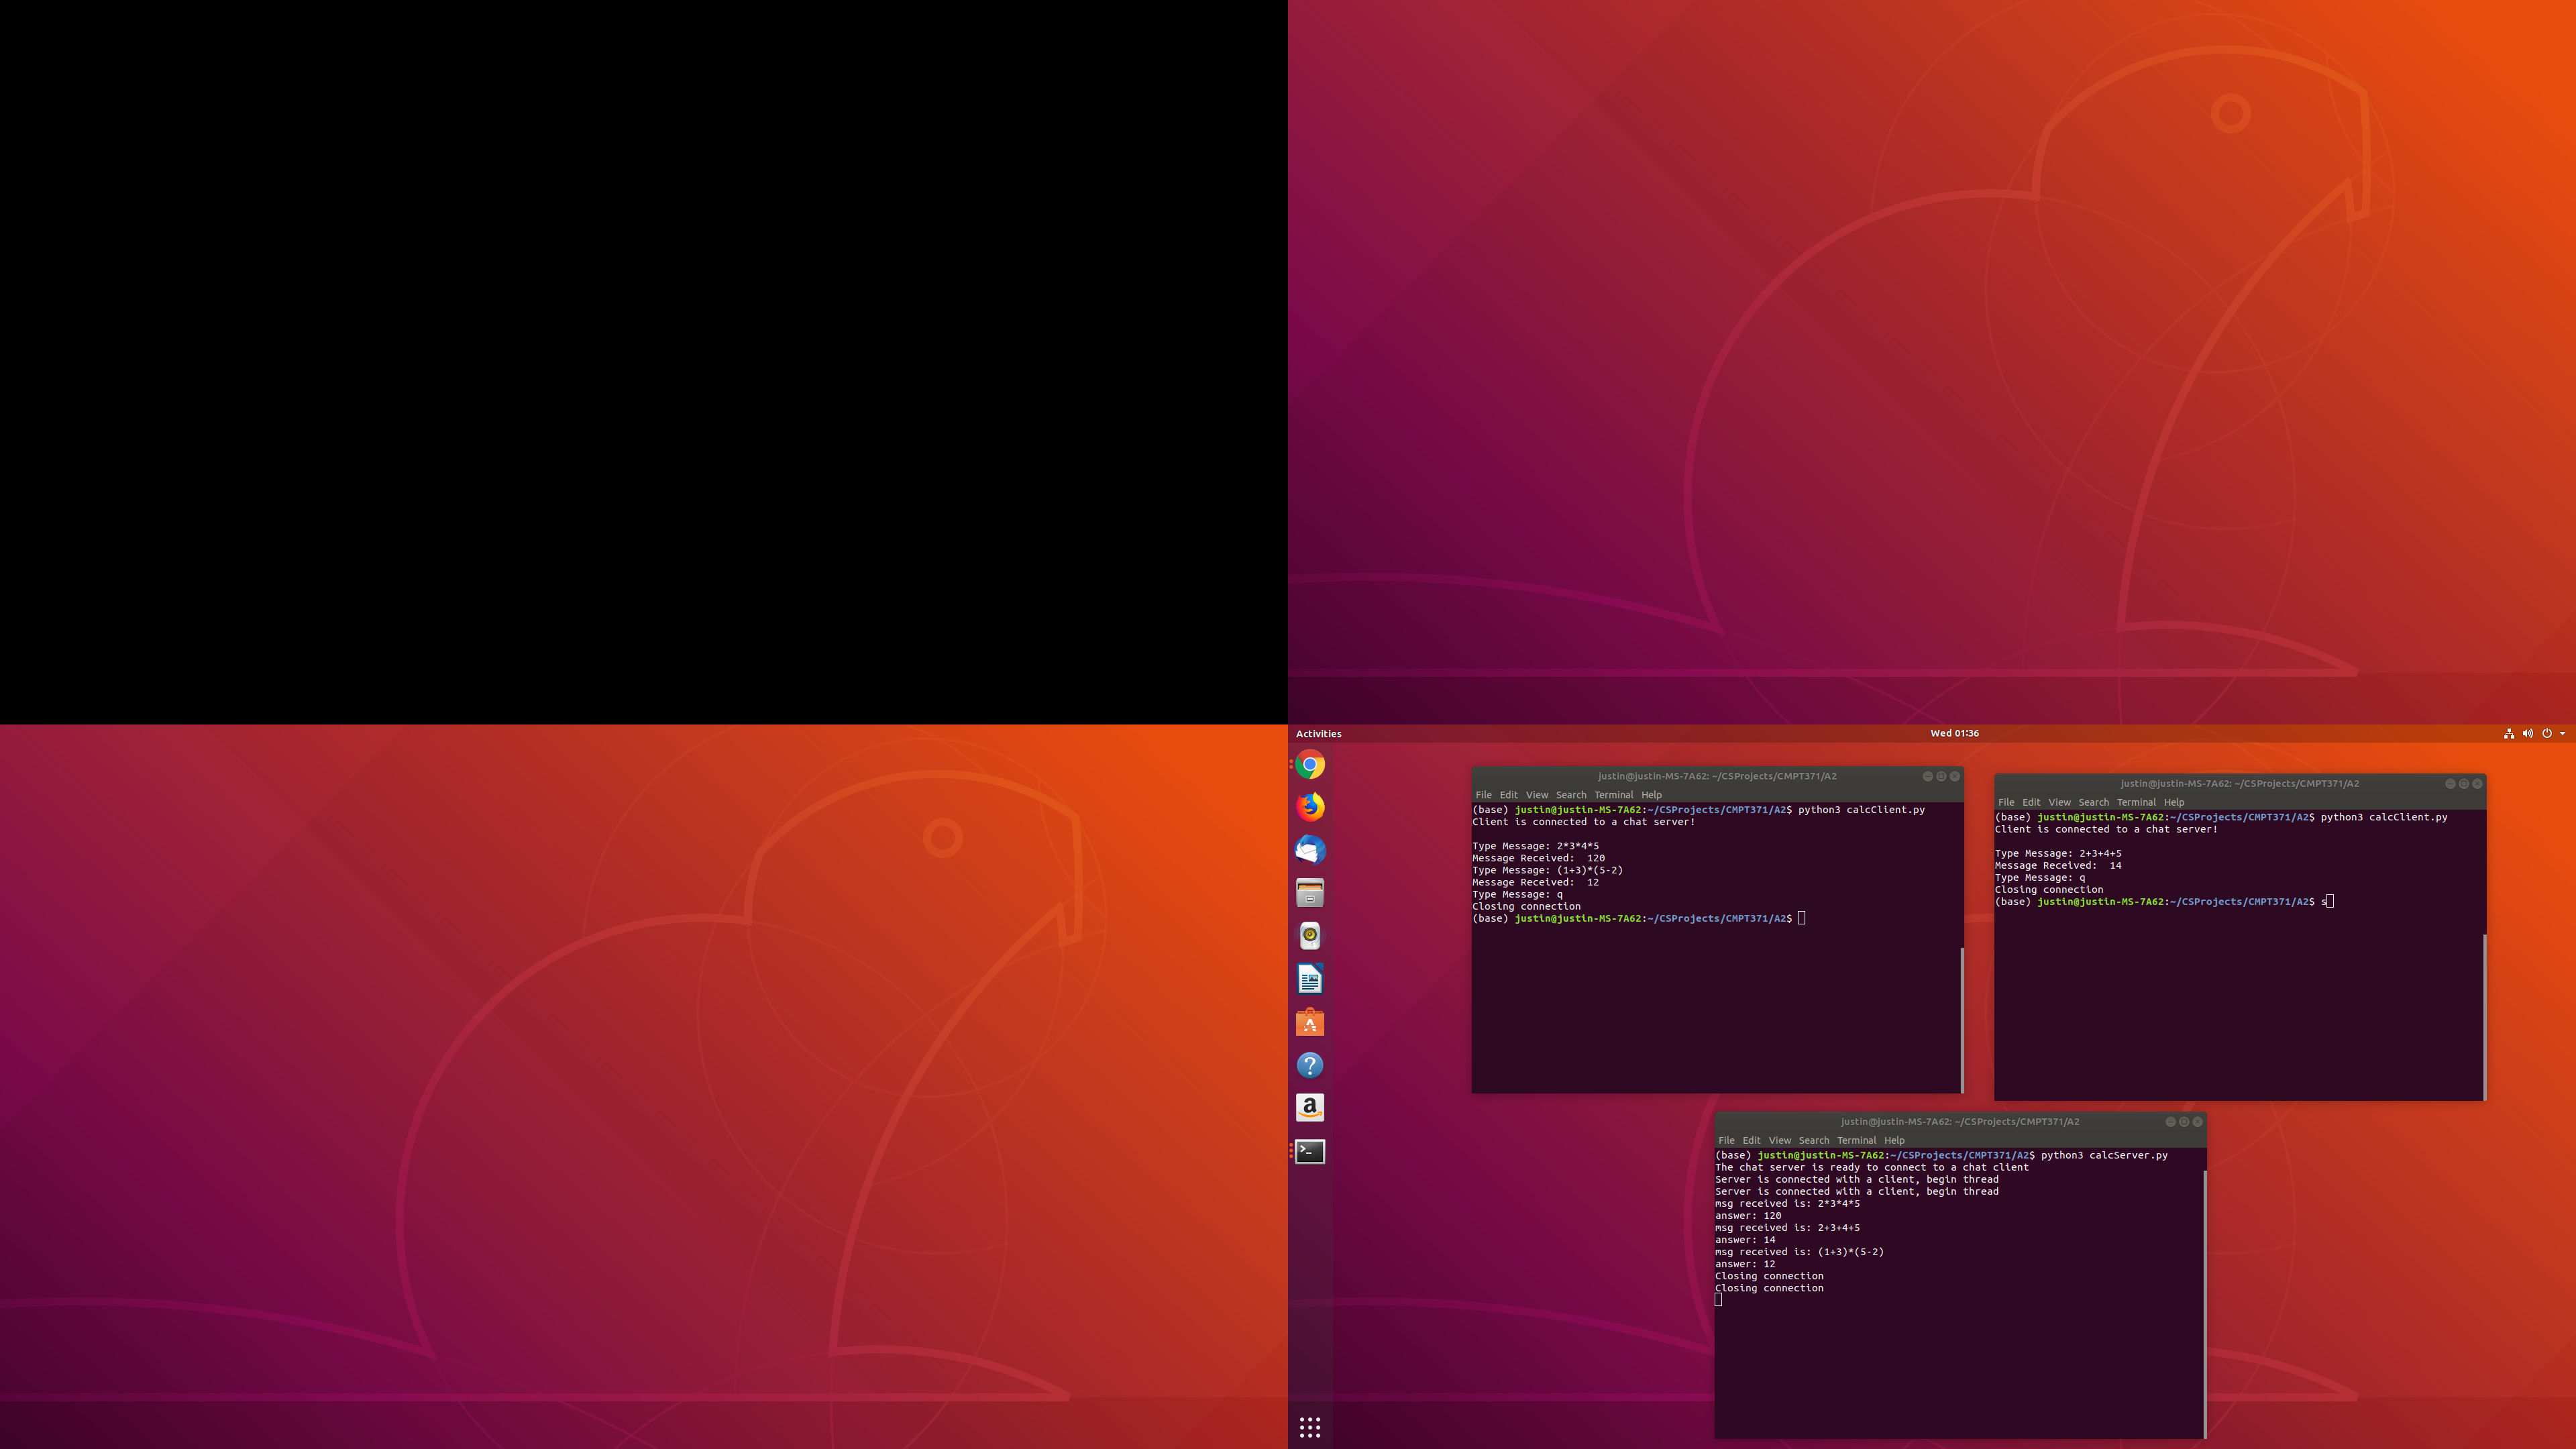 Activities
Wed 01:36
justin@justin-MS-7A62: ~/CSProjects/CMPT371/A2
File Edit View Search Terminal Help
(base) justin@justin-MS-7A62:~/CSProjects/CMPT371/A2$ python3 calcClient.py
Client is connected to a chat server!
Type Message: 2*3*4*5
Message Received:  120
Type Message: (1+3)*(5-2)
Message Received:  12
Type Message: q
Closing connection
(base) justin@justin-MS-7A62:~/CSProjects/CMPT371/A2$
justin@justin-MS-7A62: ~/CSProjects/CMPT371/A2
File Edit View Search Terminal Help
(base) justin@justin-MS-7A62:~/CSProjects/CMPT371/A2$ python3 calcClient.py
Client is connected to a chat server!
Type Message: 2+3+4+5
Message Received:  14
Type Message: q
Closing connection
(base) justin@justin-MS-7A62:~/CSProjects/CMPT371/A2$ s
justin@justin-MS-7A62: ~/CSProjects/CMPT371/A2
File Edit View Search Terminal Help
(base) justin@justin-MS-7A62:~/CSProjects/CMPT371/A2$ python3 calcServer.py
The chat server is ready to connect to a chat client
Server is connected with a client, begin thread
Server is connected with a client, begin thread
msg received is: 2*3*4*5
answer: 120
msg received is: 2+3+4+5
answer: 14
msg received is: (1+3)*(5-2)
answer: 12
Closing connection
Closing connection